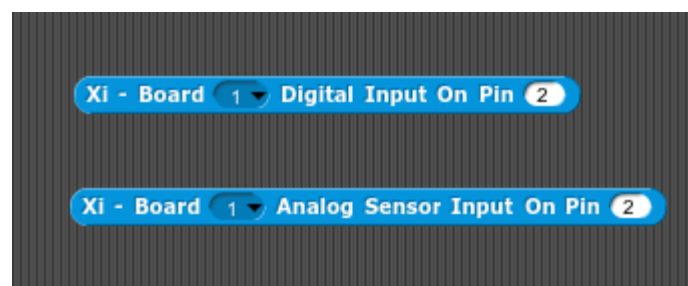 Xi - Board 1 Digital Input On Pin 2
Xi - Board 1 Analog Sensor Input On Pin 2